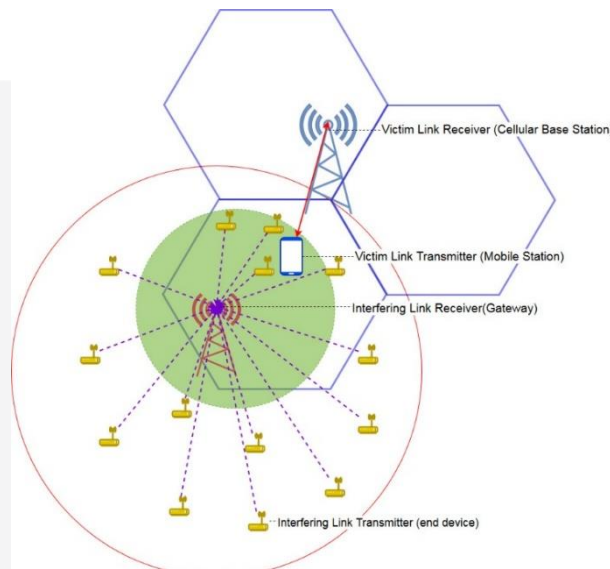 Victim Link Receiver (Cellular Base Station
Victim Link Transmitter (Mobile Station)
Interfering Link Receiver(Gateway)
Interfering Link Transmitter (end device)